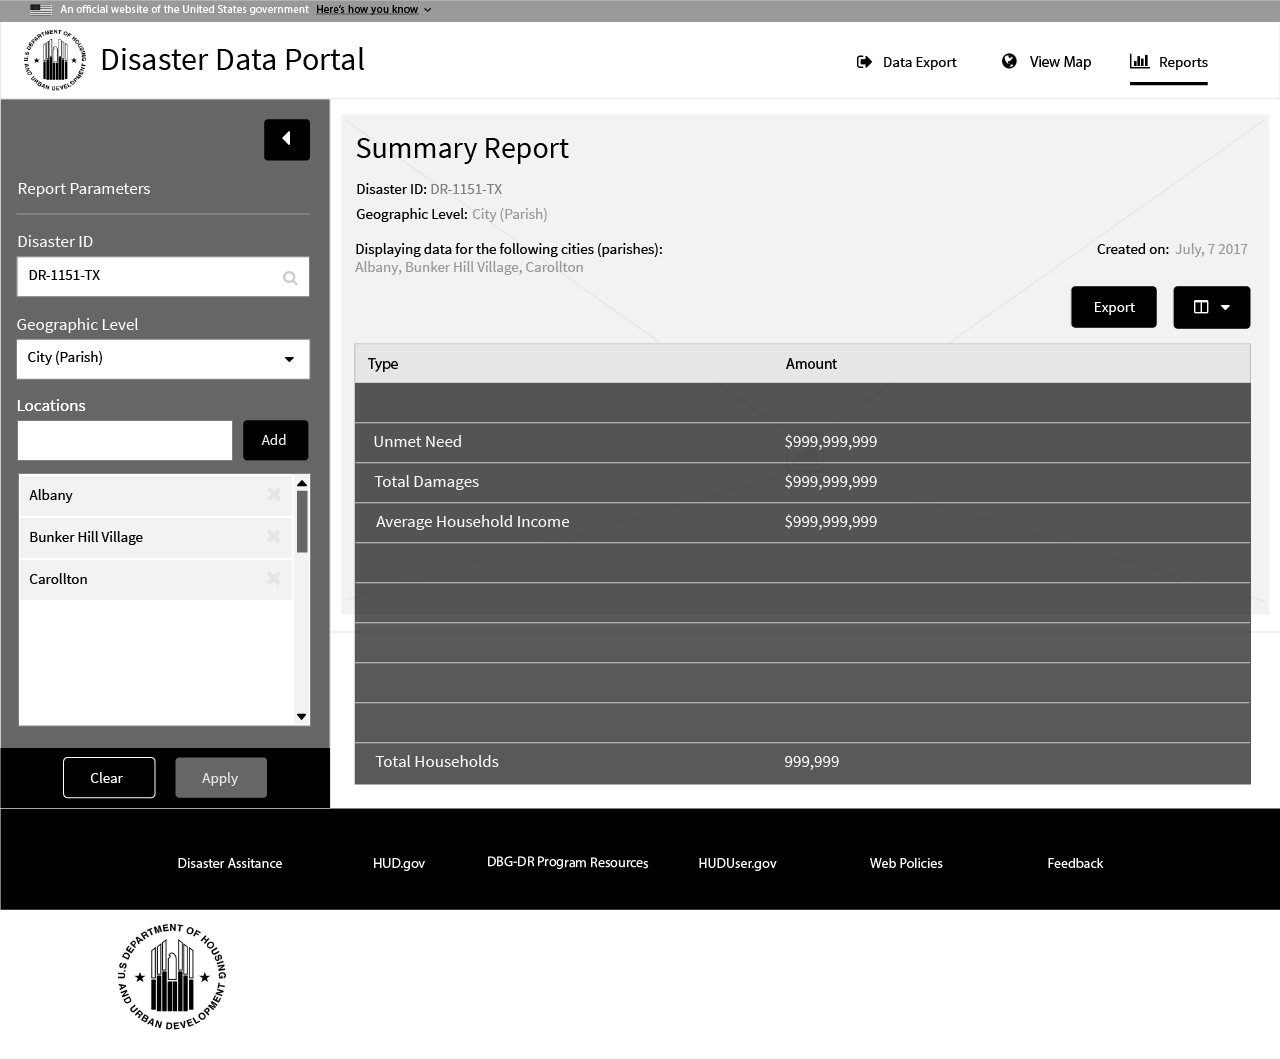 An official website of the United States government Here's how you know
U.S DEPARTMENT OF HOUSING AND URBAN DEVELOPMENT
Disaster Data Portal
Data Export
View Map
Reports
Report Parameters
Disaster ID
DR-1151-TX
Geographic Level
City (Parish)
Locations
Add
Albany
Bunker Hill Village
Carollton
Clear
Apply
Summary Report
Disaster ID: DR-1151-TX
Geographic Level: City (Parish)
Displaying data for the following cities (parishes):
Albany, Bunker Hill Village, Carollton
Created on: July, 7 2017
Export
Type Amount
Unmet Need $999,999,999
Total Damages $999,999,999
Average Household Income $999,999,999
Total Households 999,999
Disaster Assitance
HUD.gov
DBG-DR Program Resources
HUDUser.gov
Web Policies
Feedback
U.S DEPARTMENT OF HOUSING AND URBAN DEVELOPMENT